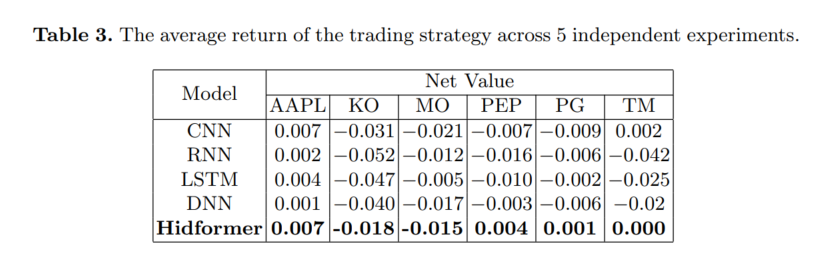 Table 3. The average return of the trading strategy across 5 independent experiments.
Model
Net Value
AAPL KO MO PEP PG TM
CNN 0.007 −0.031 −0.021 −0.007 −0.009 0.002
RNN 0.002 −0.052 −0.012 −0.016 −0.006 −0.042
LSTM 0.004 −0.047 −0.005 −0.010 −0.002 −0.025
DNN 0.001 −0.040 −0.017 −0.003 −0.006 −0.02
Hidformer 0.007 -0.018 -0.015 0.004 0.001 0.000